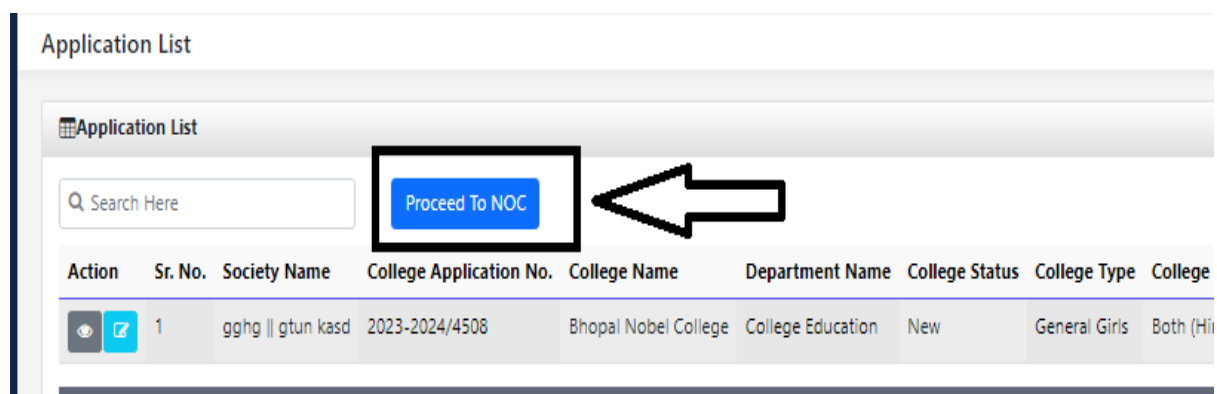 Application List
Application List
Search Here
Proceed To NOC
Action Sr. No. Society Name College Application No. College Name Department Name College Status College Type College
1 gghg || gtun kasd 2023-2024/4508 Bhopal Nobel College College Education New General Girls Both (Hin